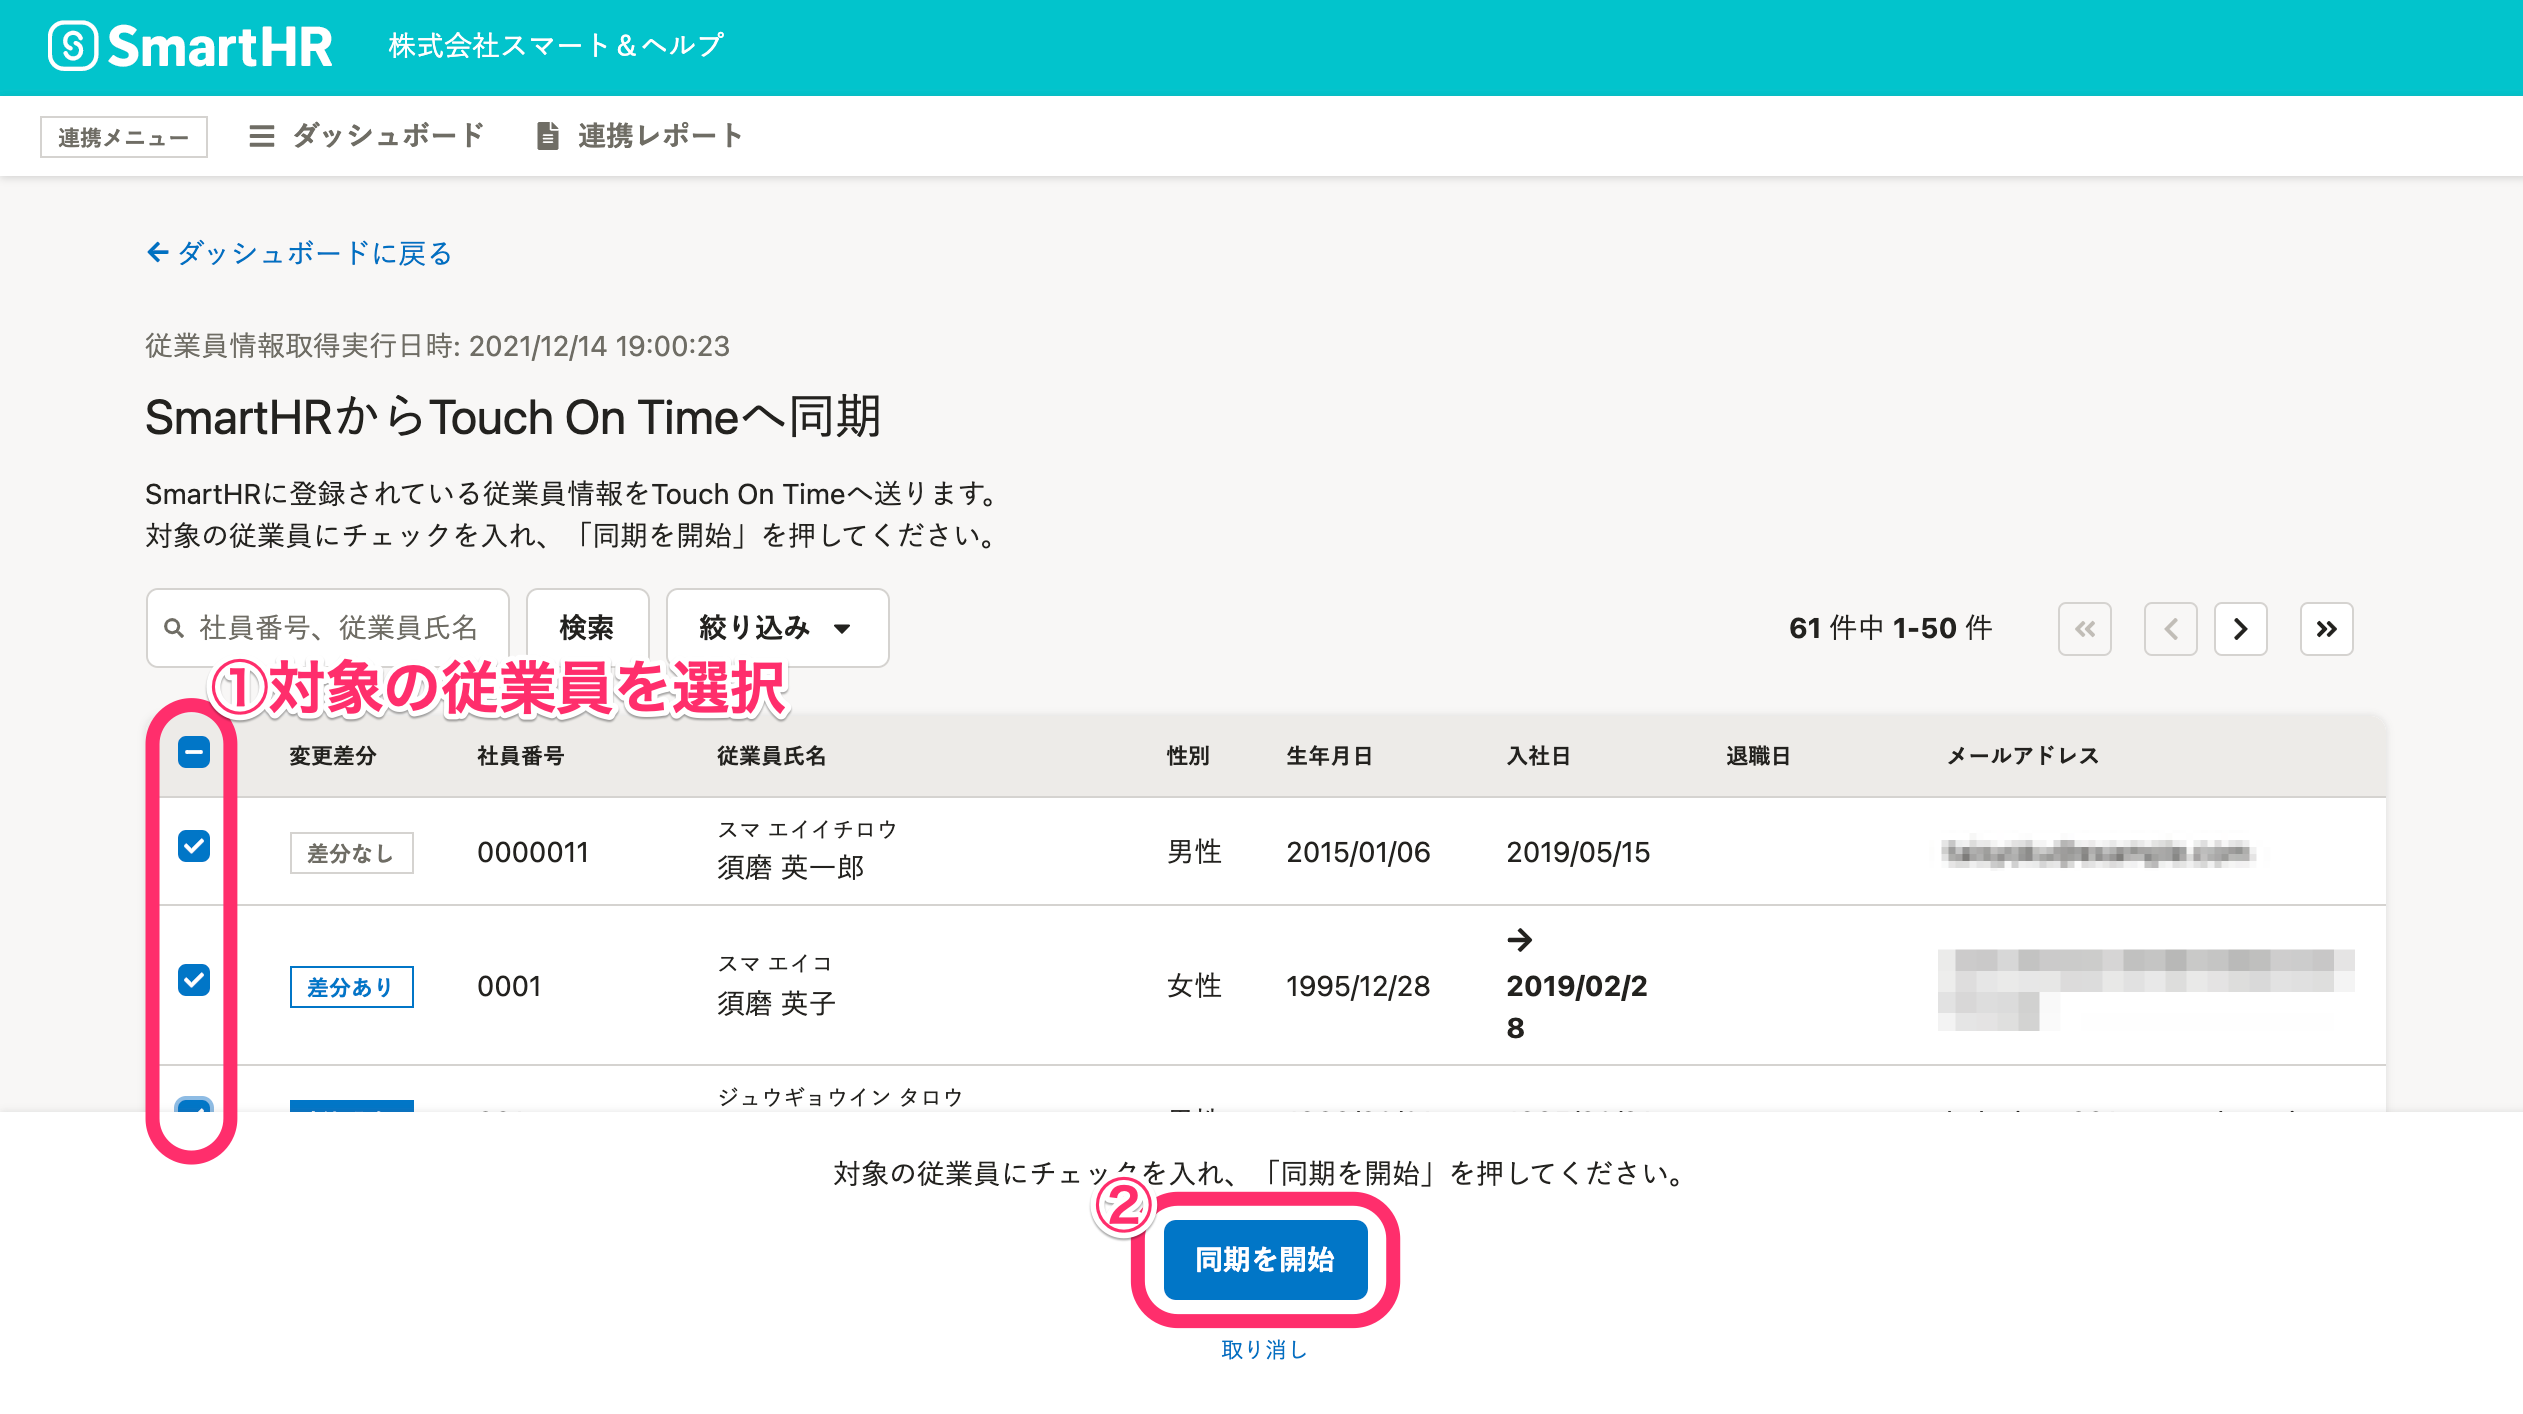 SmartHR 株式会社スマート&ヘルプ
連携メニュー ダッシュボード 連携レポート
ダッシュボードに戻る
従業員情報取得実行日時: 2021/12/14 19:00:23
SmartHRからTouch On Timeへ同期
SmartHRに登録されている従業員情報をTouch On Timeへ送ります。
対象の従業員にチェックを入れ、「同期を開始」を押してください。
社員番号、従業員氏名 検索 絞り込み 61 件中 1-50 件
①対象の従業員を選択
変更差分 社員番号 従業員氏名 性別 生年月日 入社日 退職日 メールアドレス
スマ エイイチロウ
差分なし 0000011 須磨 英一郎 男性 2015/01/06 2019/05/15
スマ エイコ
差分あり 0001 須磨 英子 女性 1995/12/28 → 2019/02/2
8
ジュウギョウイン タロウ
対象の従業員にチェックを入れ、「同期を開始」を押してください。
②
同期を開始
取り消し